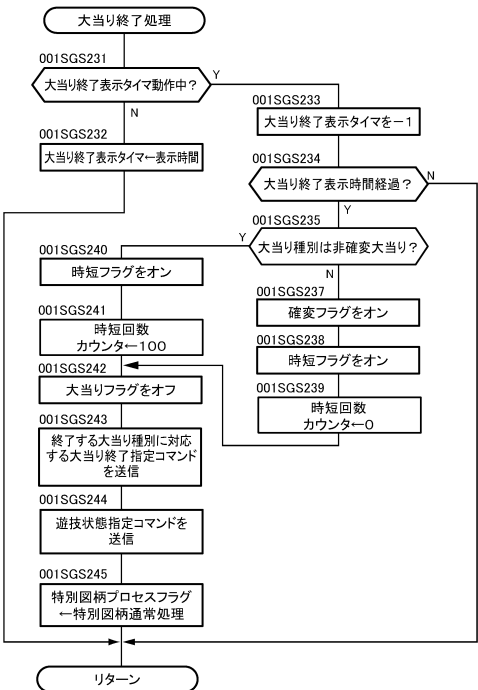 大当り終了処理
001SGS231
大当り終了表示タイマ動作中？
Y
N
001SGS232
大当り終了表示タイマ←表示時間
001SGS233
大当り終了表示タイマを－1
001SGS234
大当り終了表示時間経過？
N
Y
001SGS235
大当り種別は非確変大当り？
Y
N
001SGS237
確変フラグをオン
001SGS238
時短フラグをオン
001SGS239
時短回数
カウンタ←0
001SGS240
時短フラグをオン
001SGS241
時短回数
カウンタ←100
001SGS242
大当りフラグをオフ
001SGS243
終了する大当り種別に対応
する大当り終了指定コマンド
を送信
001SGS244
遊技状態指定コマンドを
送信
001SGS245
特別図柄プロセスフラグ
←特別図柄通常処理
リターン